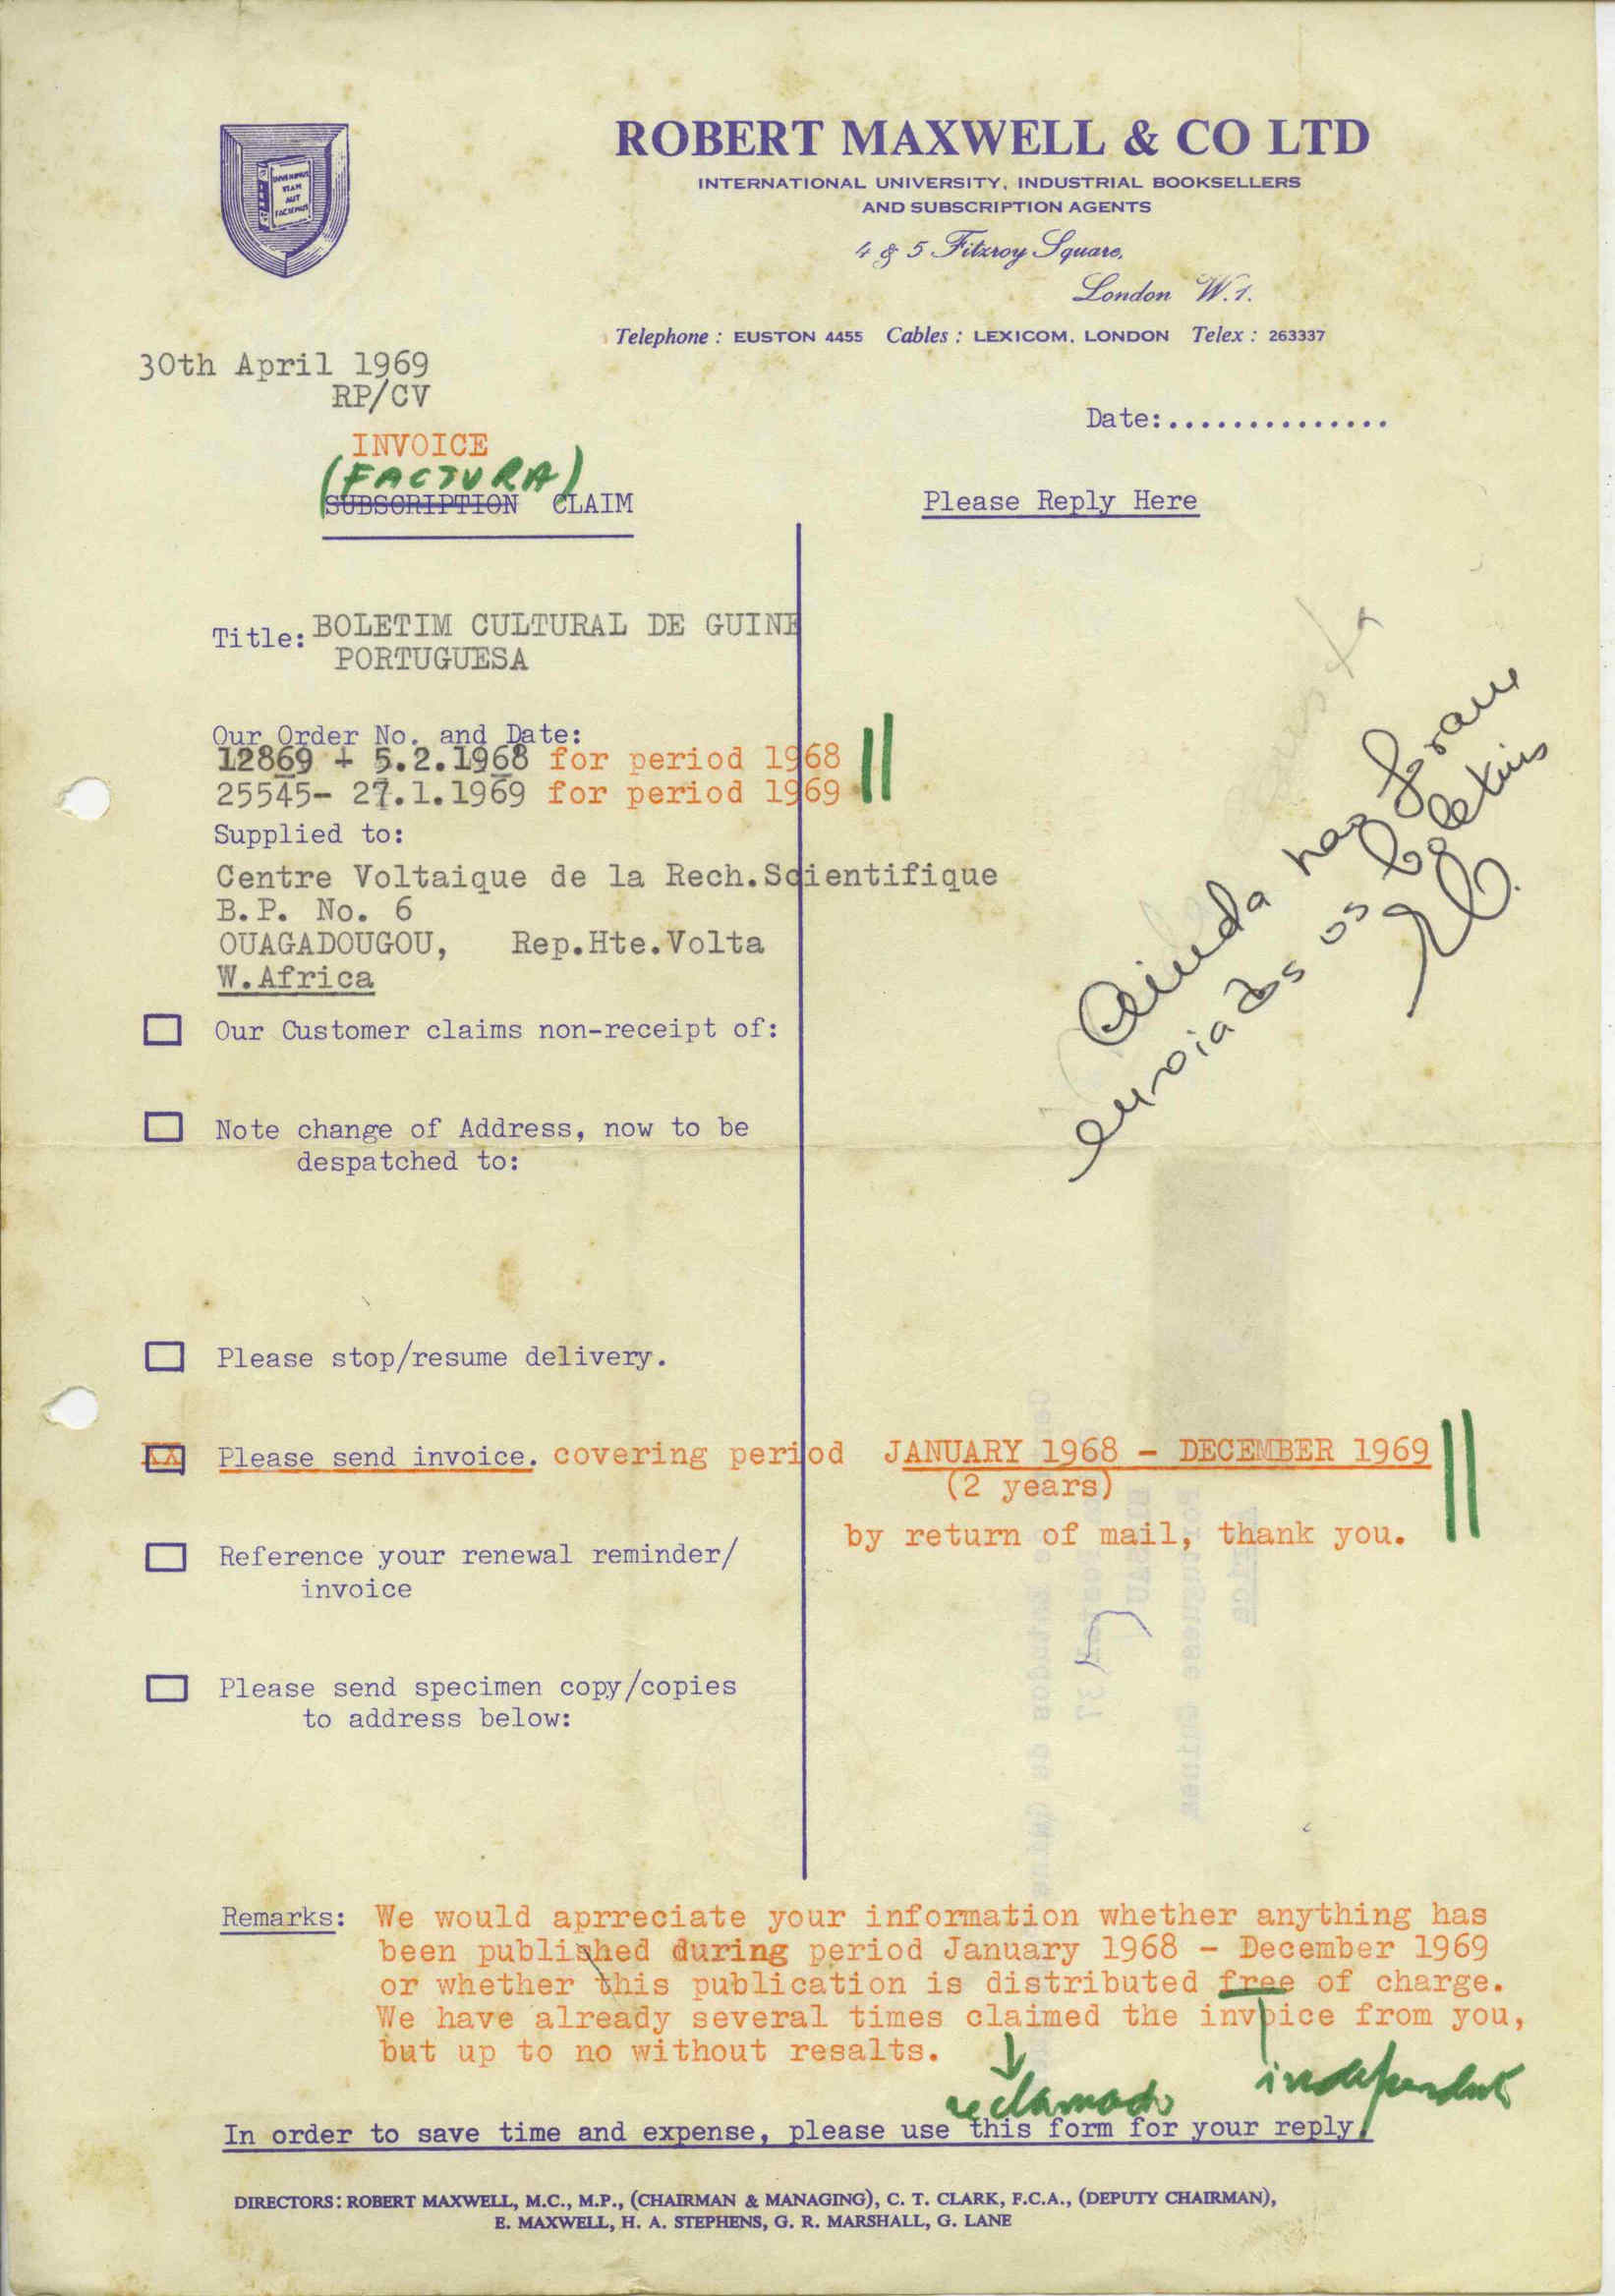 INVENIMUS
VIAM
AUT
FACIEMUS
ROBERT MAXWELL & CO LTD
INTERNATIONAL UNIVERSITY, INDUSTRIAL BOOKSELLERS
AND SUBSCRIPTION AGENTS
4 & 5 Fitzroy Square,
London W.1.
Telephone : EUSTON 4455 Cables : LEXICOM, LONDON Telex : 263337
30th April 1969
RP/CV
Date:...............
INVOICE
(FACTURA)
SUBSCRIPTION CLAIM
Please Reply Here
Title: BOLETIM CULTURAL DE GUINE
PORTUGUESA
Our Order No. and Date:
12869 + 5.2.1968 for period 1968
25545- 27.1.1969 for period 1969
Supplied to:
Centre Voltaique de la Rech.Scientifique
B.P. No. 6
OUAGADOUGOU, Rep.Hte.Volta
W.Africa
Ainda não foram
enviados os boletins
Our Customer claims non-receipt of:
Note change of Address, now to be
despatched to:
Please stop/resume delivery.
XX Please send invoice. covering period JANUARY 1968 - DECEMBER 1969
(2 years)
by return of mail, thank you.
Reference your renewal reminder/
invoice
Please send specimen copy/copies
to address below:
Remarks: We would aprreciate your information whether anything has
been published during period January 1968 - December 1969
or whether this publication is distributed free of charge.
We have already several times claimed the invoice from you,
but up to no without resalts.
reclamado
In order to save time and expense, please use this form for your reply
DIRECTORS: ROBERT MAXWELL, M.C., M.P., (CHAIRMAN & MANAGING), C. T. CLARK, F.C.A., (DEPUTY CHAIRMAN),
E. MAXWELL, H. A. STEPHENS, G. R. MARSHALL, G. LANE